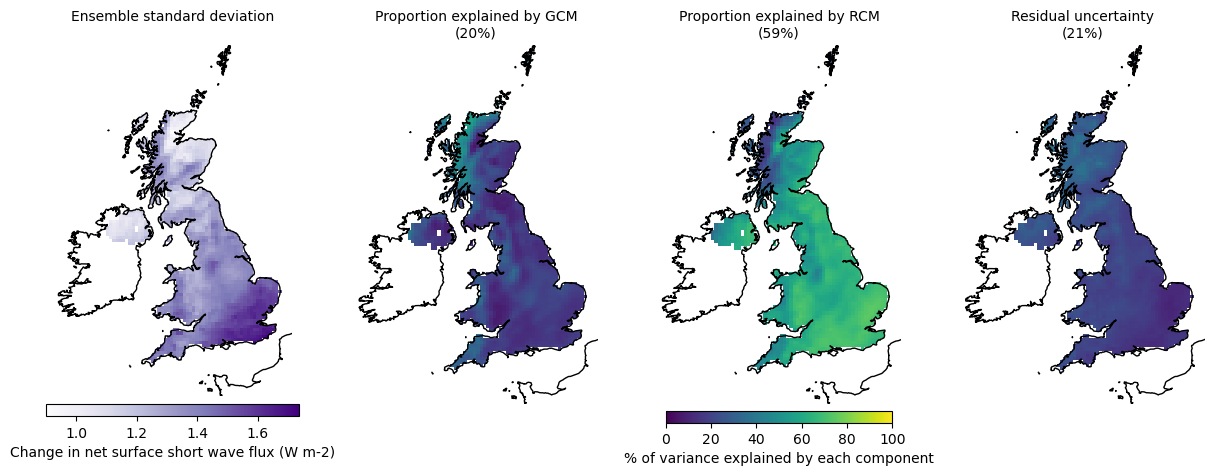 Ensemble standard deviation
Proportion explained by GCM
(20%)
Proportion explained by RCM
(59%)
Residual uncertainty
(21%)
1.0 1.2 1.4 1.6
Change in net surface short wave flux (W m-2)
0 20 40 60 80 100
% of variance explained by each component